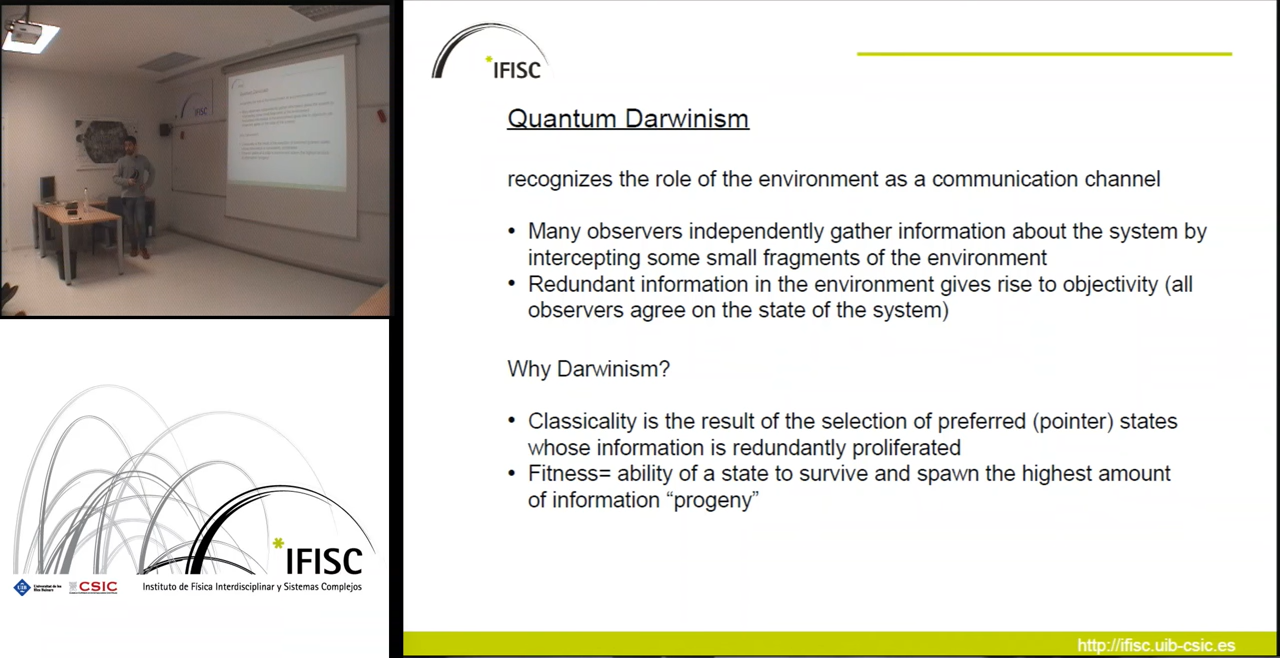 IFISC
Quantum Darwinism
recognizes the role of the environment as a communication channel
• Many observers independently gather information about the system by
intercepting some small fragments of the environment
• Redundant information in the environment gives rise to objectivity (all
observers agree on the state of the system)
Why Darwinism?
• Classicality is the result of the selection of preferred (pointer) states
whose information is redundantly proliferated
• Fitness= ability of a state to survive and spawn the highest amount
of information “progeny”
http://ifisc.uib-csic.es
IFISC
CSIC
Instituto de Física Interdisciplinar y Sistemas Complejos